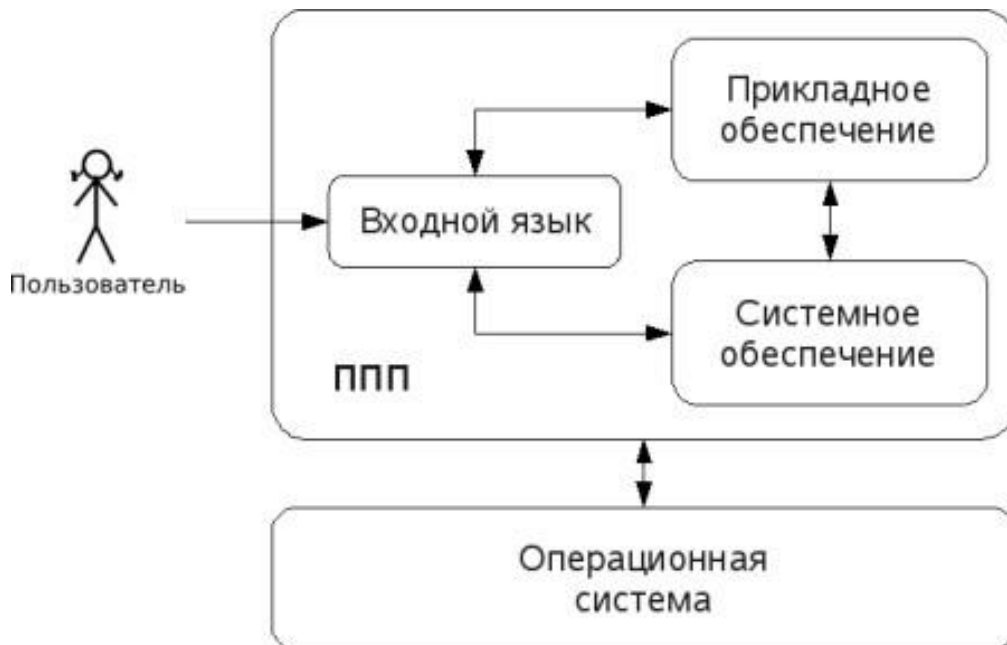 Прикладное
обеспечение
Входной язык
Пользователь
Системное
обеспечение
ППП
Операционная
система